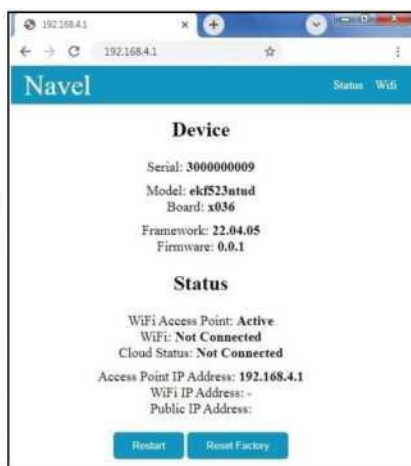 192.168.4.1
192.168.4.1
Navel
Status Wifi
Device
Serial: 3000000009
Model: ekf523ntud
Board: x036
Framework: 22.04.05
Firmware: 0.0.1
Status
WiFi Access Point: Active
WiFi: Not Connected
Cloud Status: Not Connected
Access Point IP Address: 192.168.4.1
WiFi IP Address: -
Public IP Address:
Restart Reset Factory